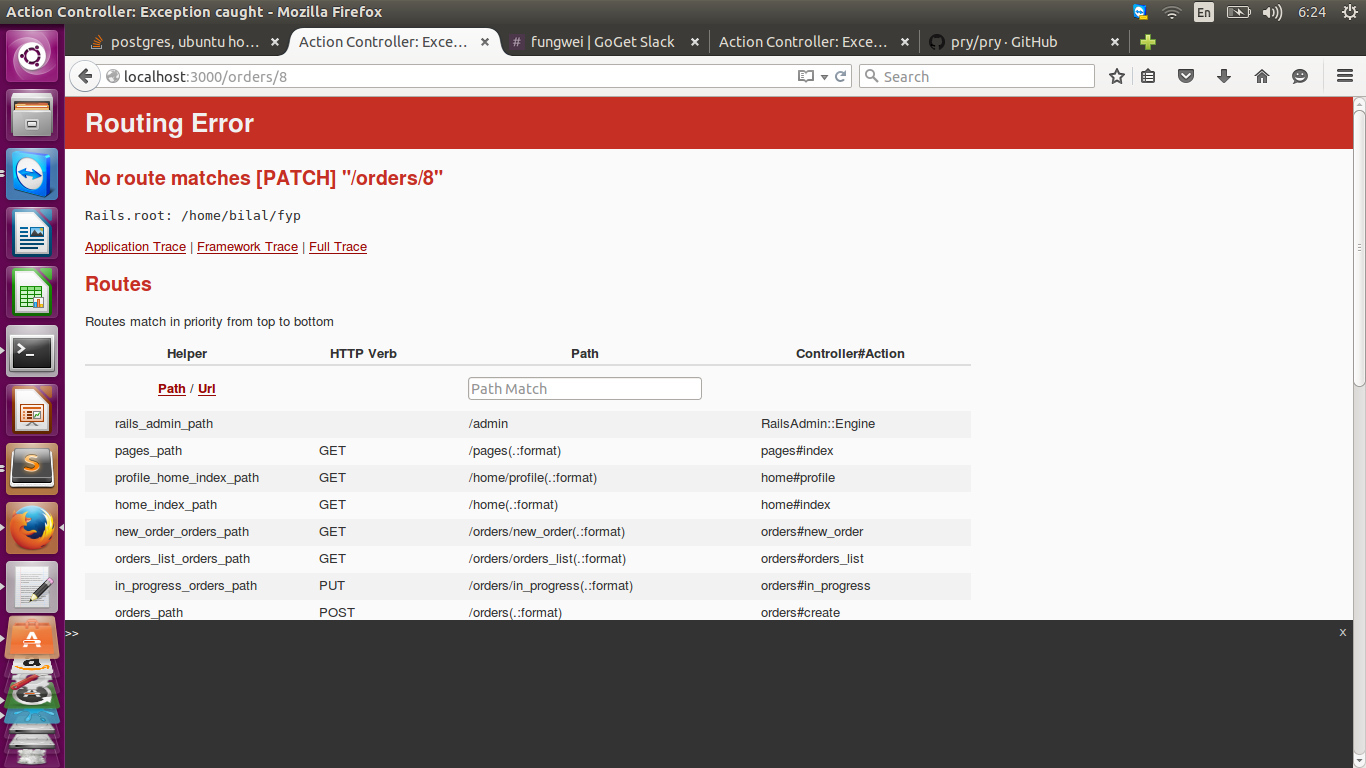 Action Controller: Exception caught - Mozilla Firefox
En
6:24
postgres, ubuntu ho...
Action Controller: Exce...
fungwei | GoGet Slack
Action Controller: Exce...
pry/pry · GitHub
localhost:3000/orders/8
Search
Routing Error
No route matches [PATCH] "/orders/8"
Rails.root: /home/bilal/fyp
Application Trace | Framework Trace | Full Trace
Routes
Routes match in priority from top to bottom
Helper HTTP Verb Path Controller#Action
Path / Url Path Match
rails_admin_path /admin RailsAdmin::Engine
pages_path GET /pages(.:format) pages#index
profile_home_index_path GET /home/profile(.:format) home#profile
home_index_path GET /home(.:format) home#index
new_order_orders_path GET /orders/new_order(.:format) orders#new_order
orders_list_orders_path GET /orders/orders_list(.:format) orders#orders_list
in_progress_orders_path PUT /orders/in_progress(.:format) orders#in_progress
orders_path POST /orders(.:format) orders#create
>>
x